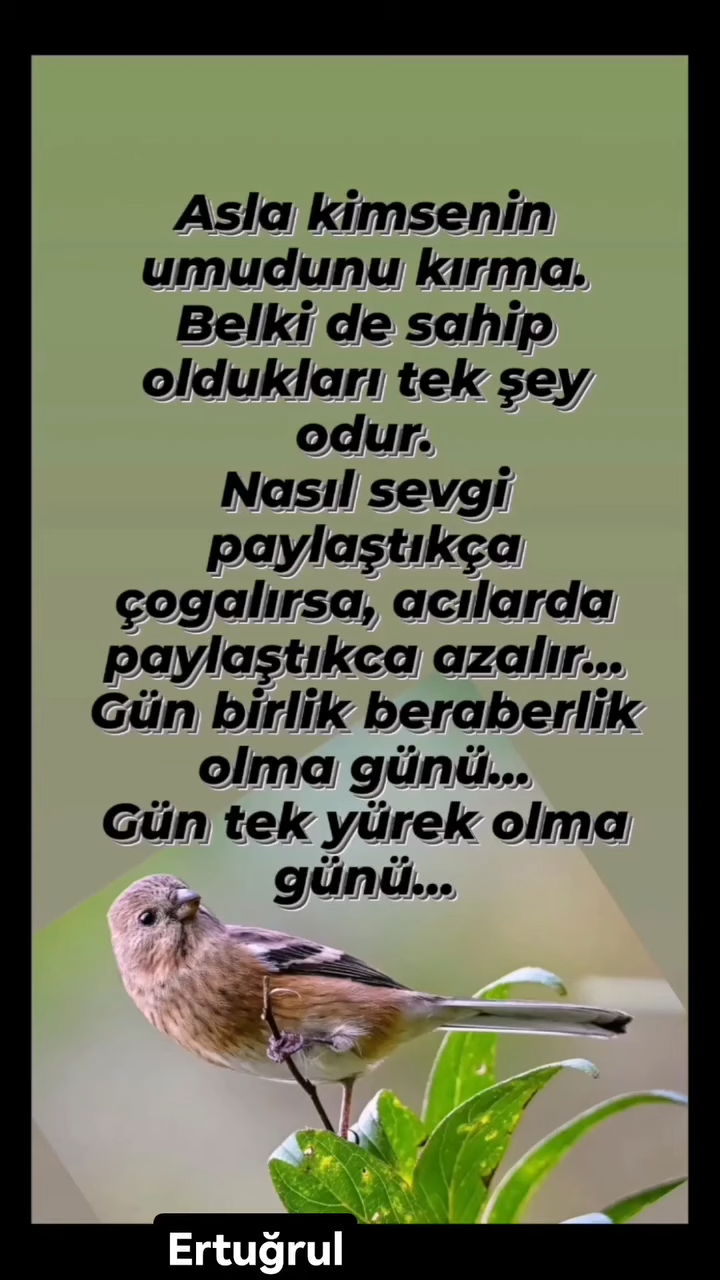 Asla kimsenin
umudunu kırma.
Belki de sahip
oldukları tek şey
odur.
Nasıl sevgi
paylaştıkça
çogalırsa, acılarda
paylaştıkca azalır...
Gün birlik beraberlik
olma günü...
Gün tek yürek olma
günü...
Ertuğrul